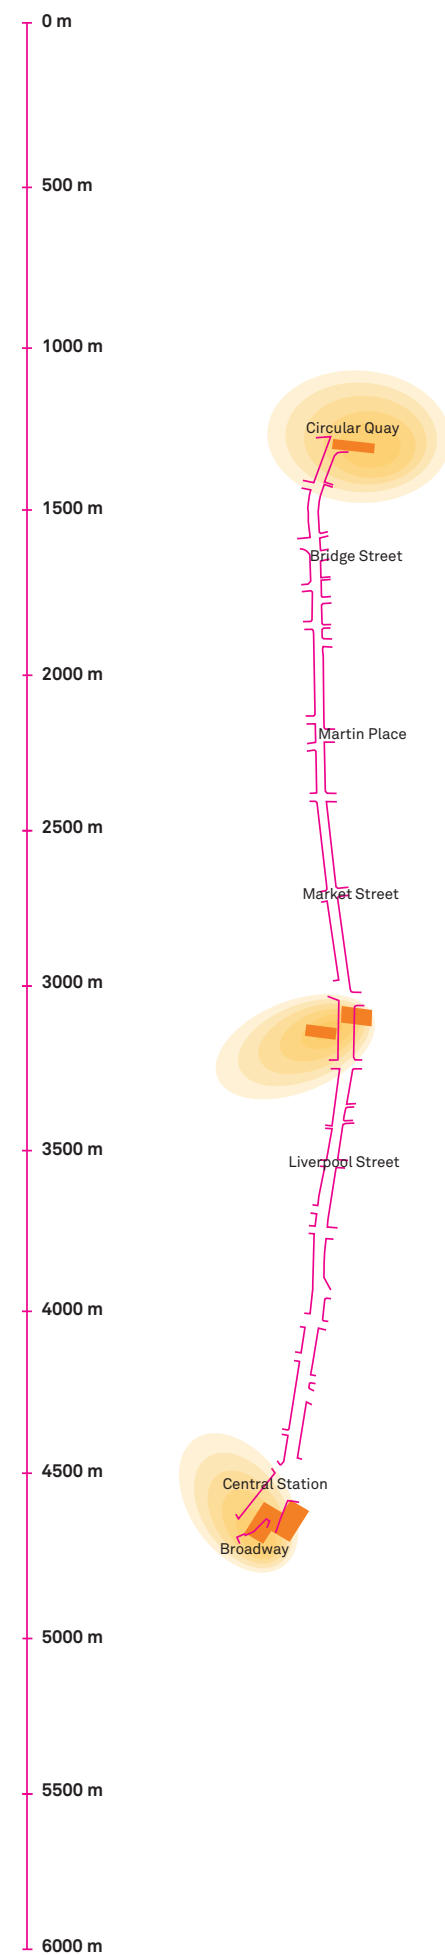 0 m
500 m
1000 m
Circular Quay
1500 m
Bridge Street
2000 m
Martin Place
2500 m
Market Street
3000 m
3500 m
Liverpool Street
4000 m
4500 m
Central Station
Broadway
5000 m
5500 m
6000 m